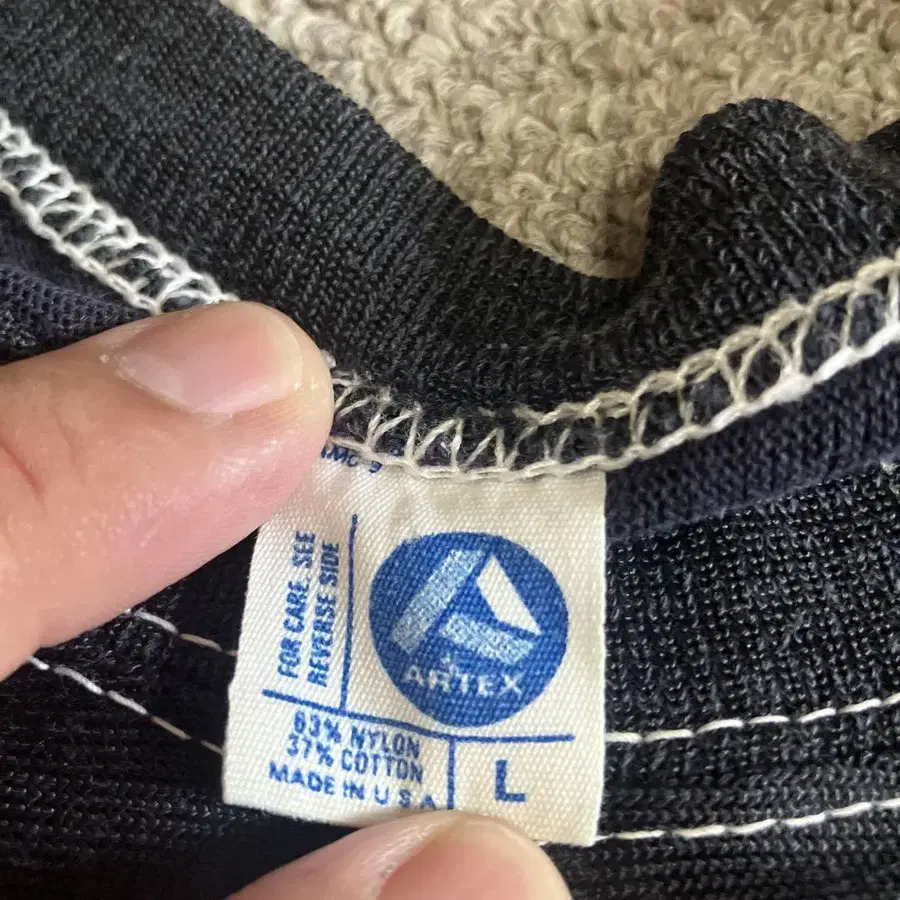 FOR CARE, SEE
REVERSE SIDE
ARTEX
63% NYLON
37% COTTON
MADE IN U S A
L